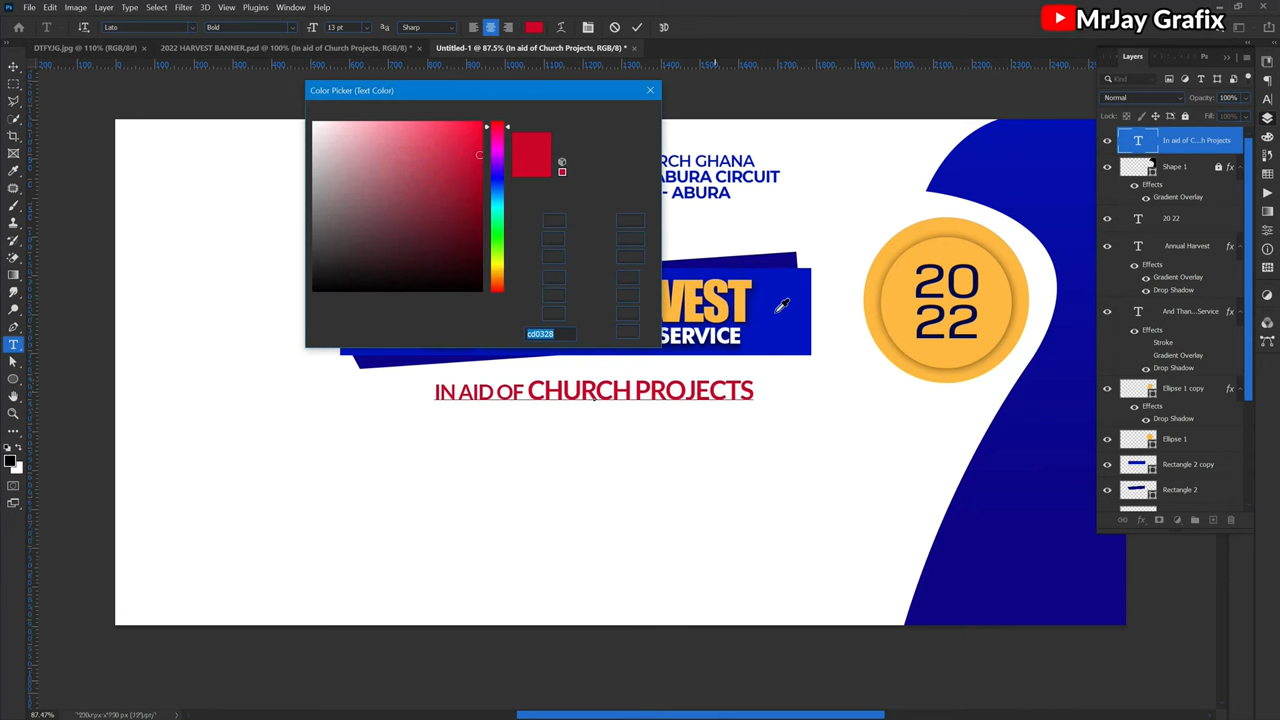 MrJay Grafix
Ps File Edit Image Layer Type Select Filter 3D View Plugins Window Help
T Lato Bold 13 pt Sharp 3D
DTFYJG.jpg @ 110% (RGB/8#) × 2022 HARVEST BANNER.psd @ 100% (In aid of Church Projects, RGB/8#) * × Untitled-1 @ 87.5% (In aid of Church Projects, RGB/8#) * ×
Color Picker (Text Color)
cd0328
RCH GHANA
ABURA CIRCUIT
- ABURA
VEST
SERVICE
IN AID OF CHURCH PROJECTS
20
22
Layers
Kind
Normal Opacity: 100%
Lock: Fill: 100%
In aid of C...h Projects
Shape 1
Effects
Gradient Overlay
20 22
Annual Harvest
Effects
Gradient Overlay
Drop Shadow
And Than...Service
Effects
Stroke
Gradient Overlay
Drop Shadow
Ellipse 1 copy
Effects
Drop Shadow
Ellipse 1
Rectangle 2 copy
Rectangle 2
87.47%